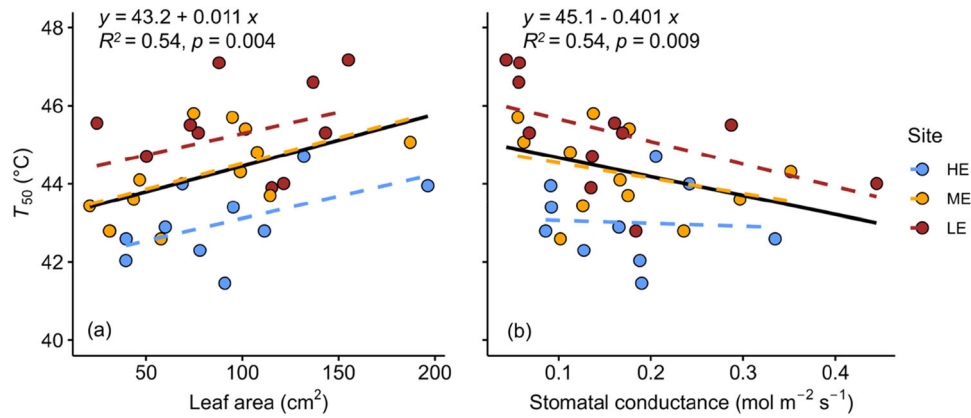 y = 43.2 + 0.011 x
R² = 0.54, p = 0.004
y = 45.1 - 0.401 x
R² = 0.54, p = 0.009
48
46
44
42
40
T₅₀ (°C)
(a)
(b)
Site
HE
ME
LE
50 100 150 200
0.1 0.2 0.3 0.4
Leaf area (cm²)
Stomatal conductance (mol m⁻² s⁻¹)